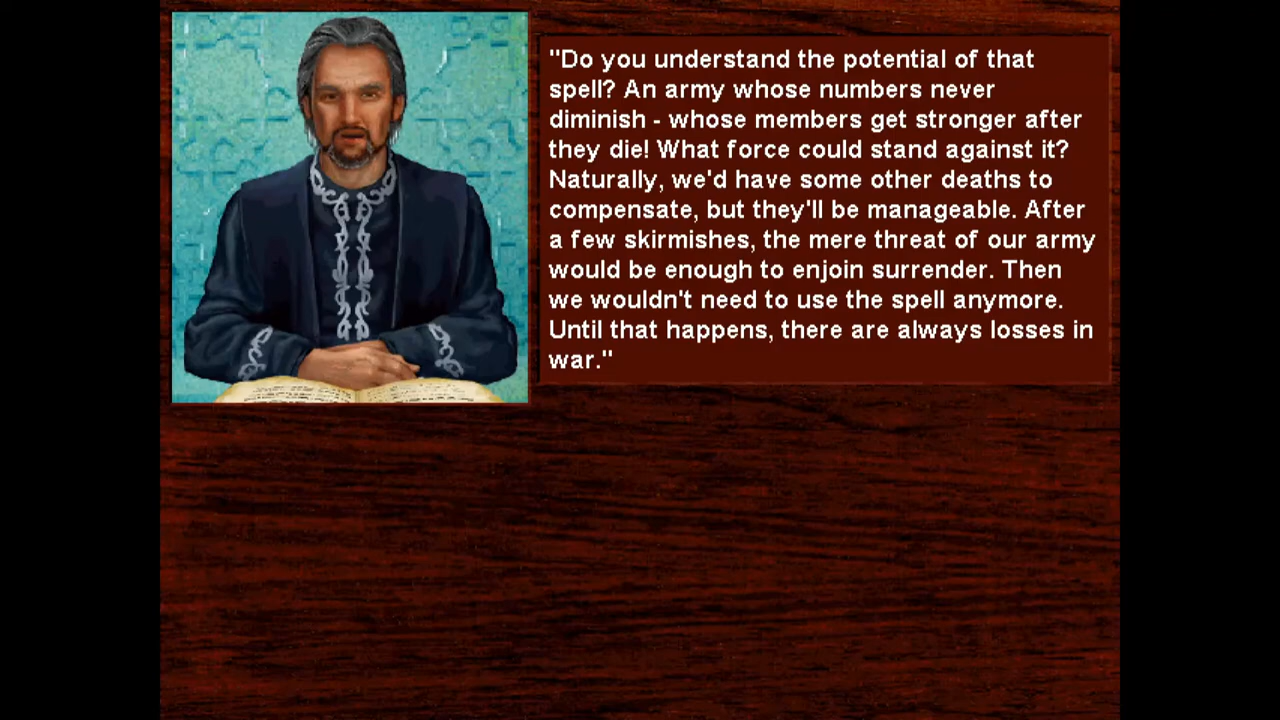 "Do you understand the potential of that
spell? An army whose numbers never
diminish - whose members get stronger after
they die! What force could stand against it?
Naturally, we'd have some other deaths to
compensate, but they'll be manageable. After
a few skirmishes, the mere threat of our army
would be enough to enjoin surrender. Then
we wouldn't need to use the spell anymore.
Until that happens, there are always losses in
war."